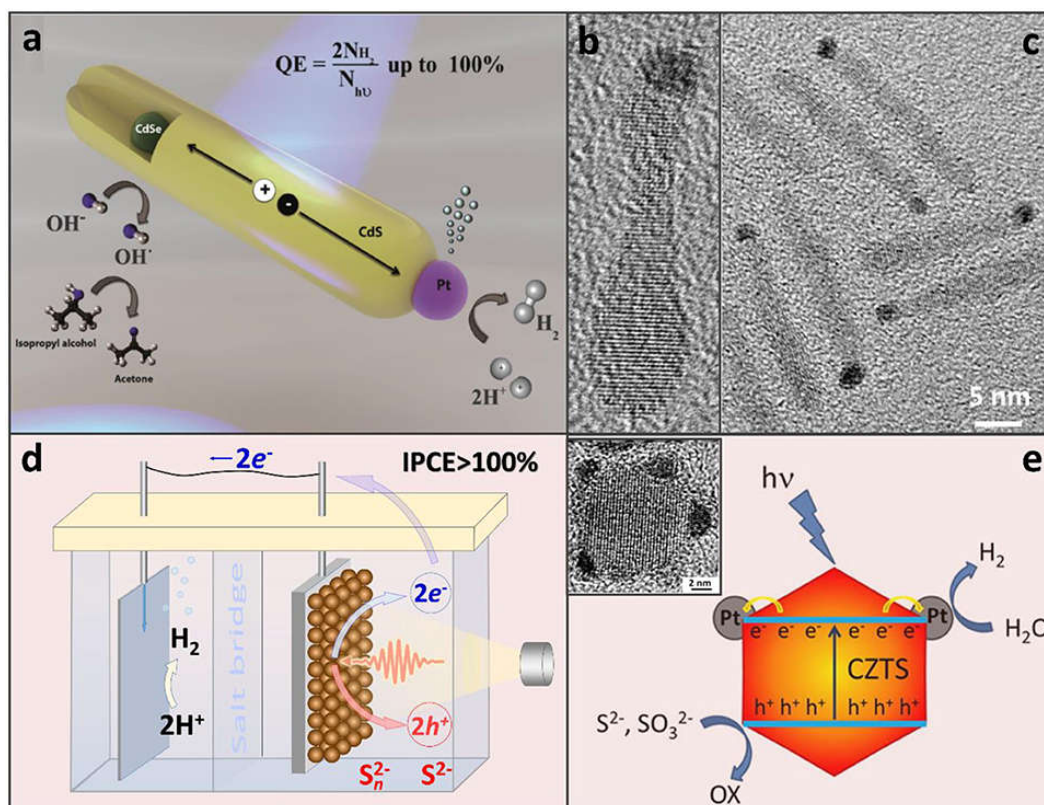 a
QE = 2N_H₂ / N_hυ up to 100%
CdSe
+
-
CdS
Pt
OH⁻
OH·
Isopropyl alcohol
Acetone
H₂
2H⁺
b
c
5 nm
d
2e⁻
IPCE>100%
Salt bridge
H₂
2H⁺
2e⁻
2h⁺
Sₙ²⁻ S²⁻
2 nm
e
hν
H₂
Pt
Pt
e⁻ e⁻ e⁻ e⁻ e⁻ e⁻
H₂O
CZTS
h⁺ h⁺ h⁺ h⁺ h⁺ h⁺
S²⁻, SO₃²⁻
OX